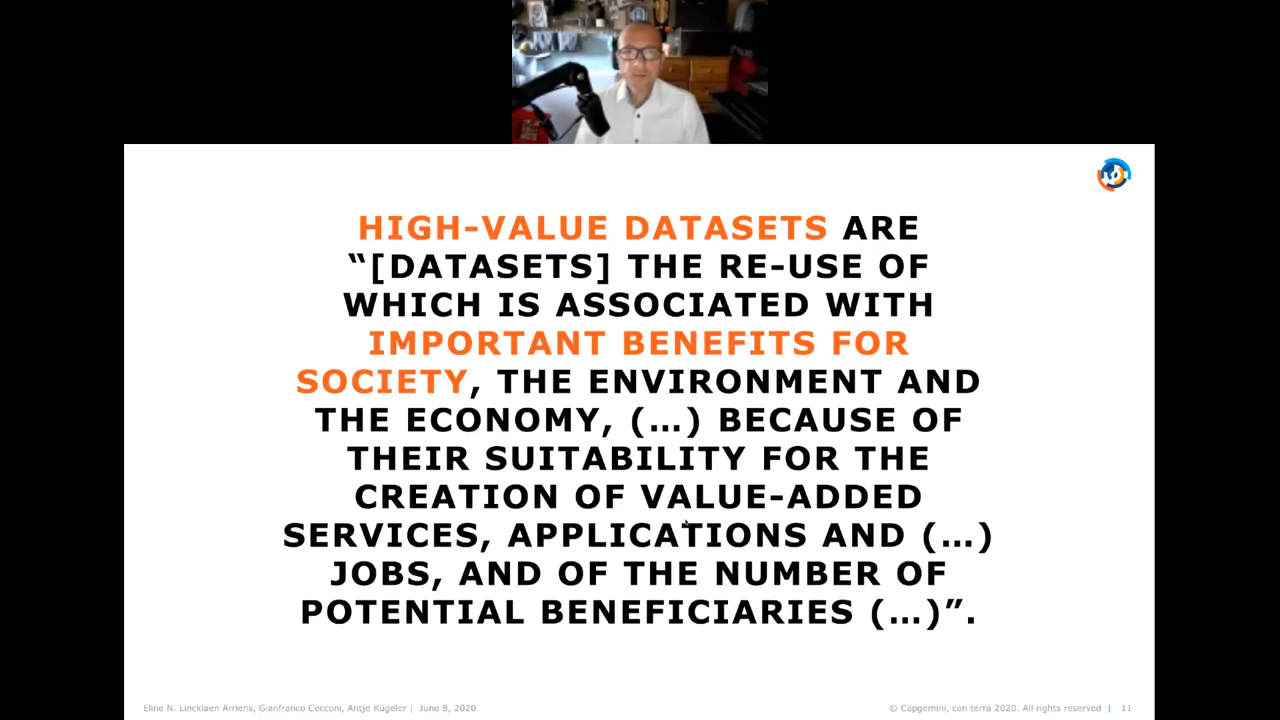 HIGH-VALUE DATASETS ARE
“[DATASETS] THE RE-USE OF
WHICH IS ASSOCIATED WITH
IMPORTANT BENEFITS FOR
SOCIETY, THE ENVIRONMENT AND
THE ECONOMY, (…) BECAUSE OF
THEIR SUITABILITY FOR THE
CREATION OF VALUE-ADDED
SERVICES, APPLICATIONS AND (…)
JOBS, AND OF THE NUMBER OF
POTENTIAL BENEFICIARIES (…)”.
Eline N. Lincklaen Arriens, Gianfranco Cecconi, Antje Kügeler | June 8, 2020
© Capgemini, con terra 2020. All rights reserved | 11